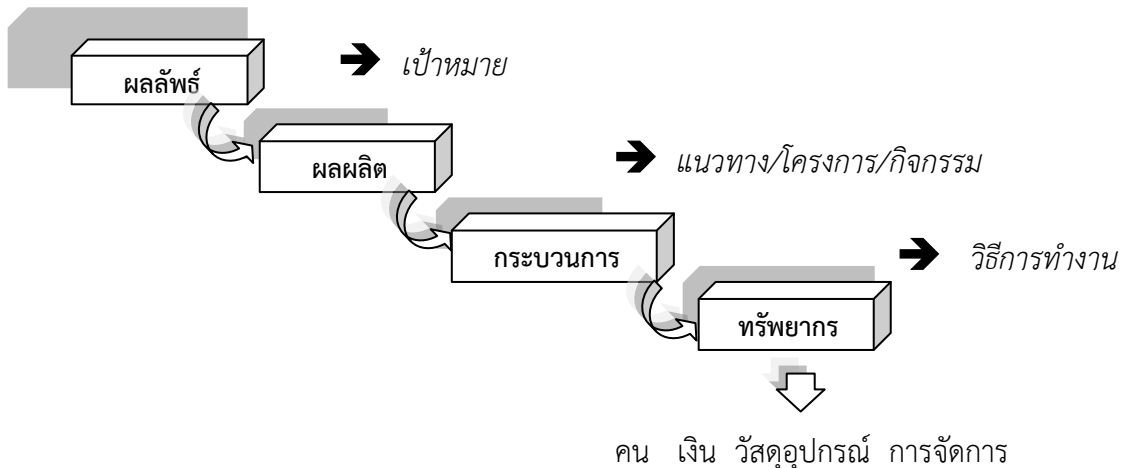 ผลลัพธ์
เป้าหมาย
ผลผลิต
แนวทาง/โครงการ/กิจกรรม
กระบวนการ
วิธีการทำงาน
ทรัพยากร
คน เงิน วัสดุอุปกรณ์ การจัดการ